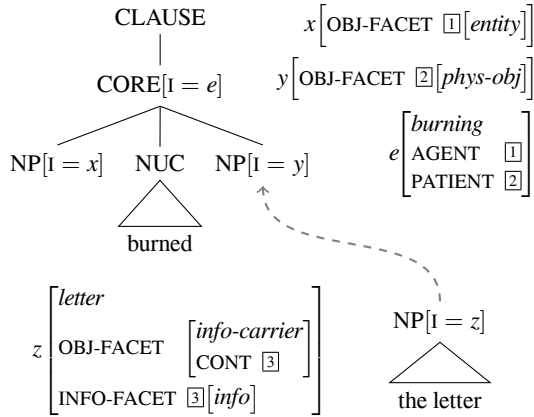 CLAUSE
CORE[I = e]
NP[I = x] NUC NP[I = y]
burned
x[OBJ-FACET 1[entity]]
y[OBJ-FACET 2[phys-obj]]
e[burning
AGENT 1
PATIENT 2]
z[letter
OBJ-FACET [info-carrier
CONT 3]
INFO-FACET 3[info]]
NP[I = z]
the letter